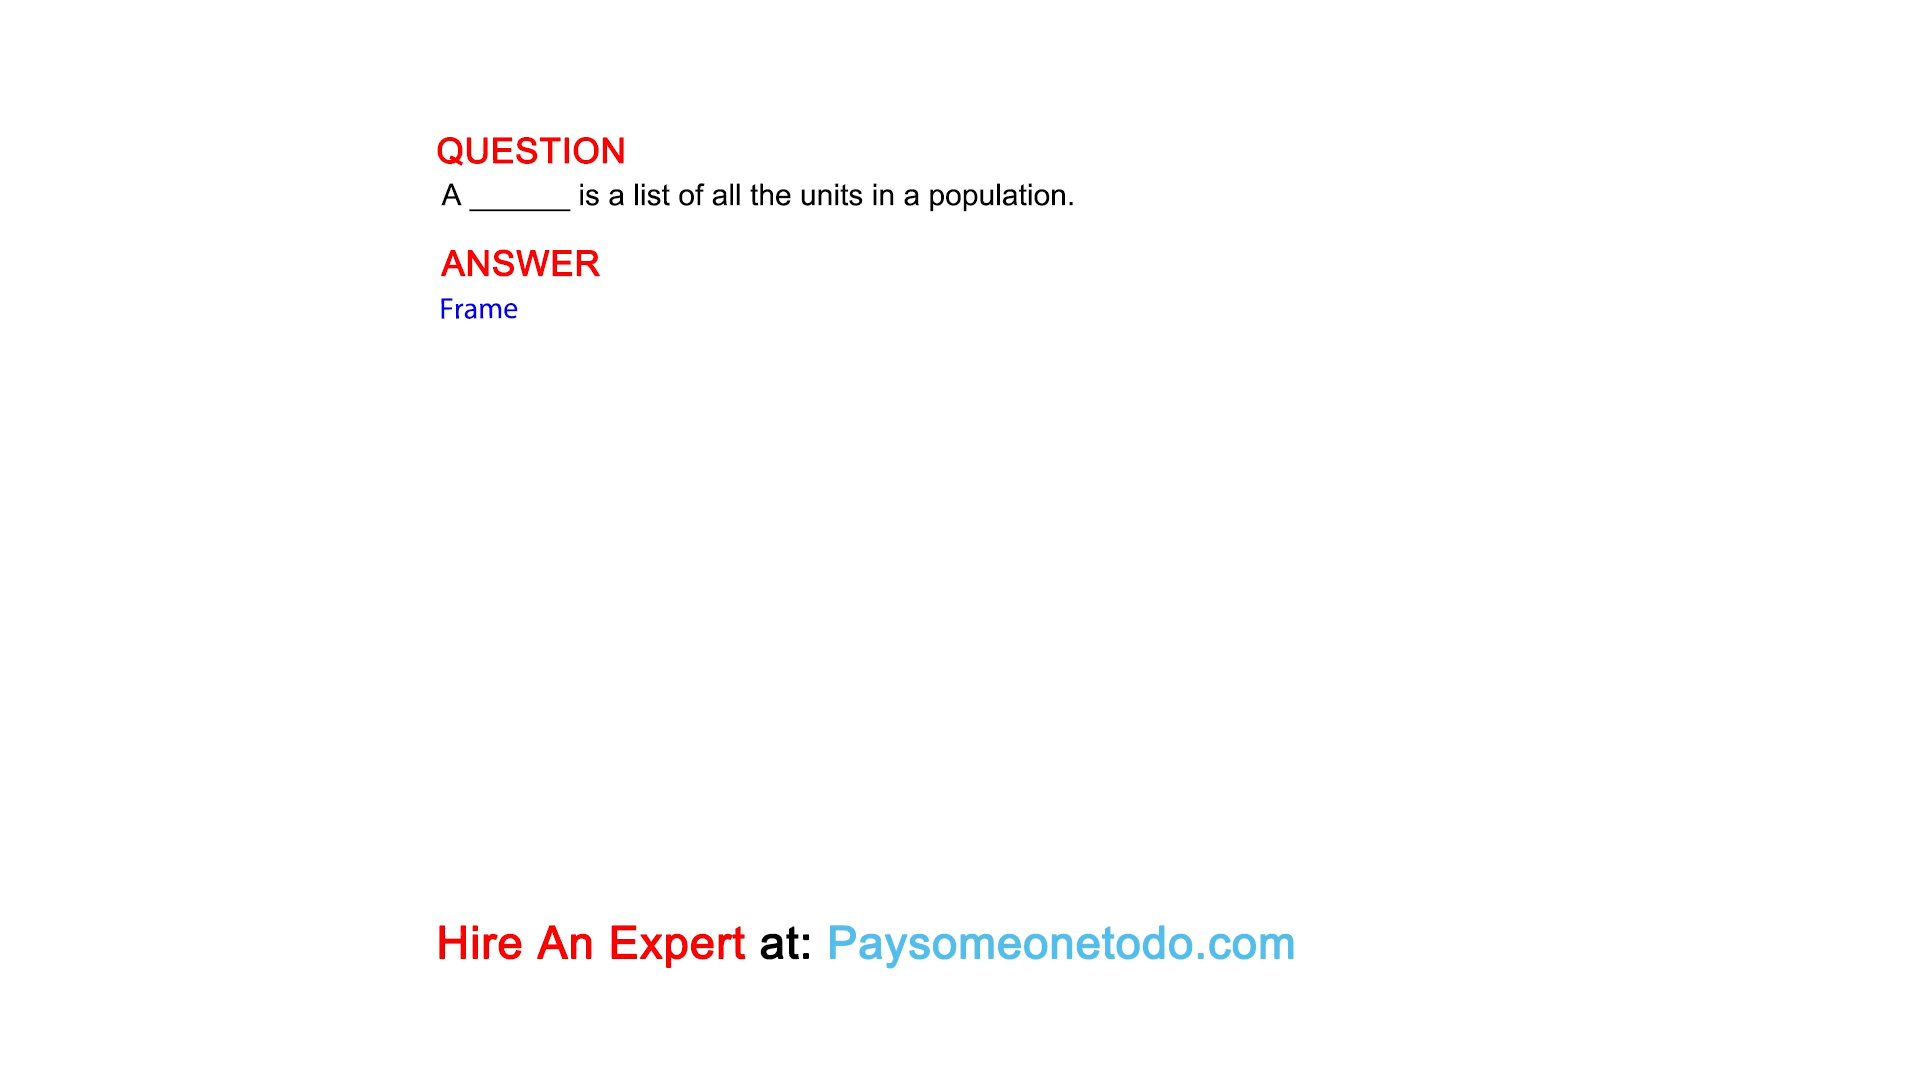 QUESTION
A ______ is a list of all the units in a population.
ANSWER
Frame
Hire An Expert at: Paysomeonetodo.com